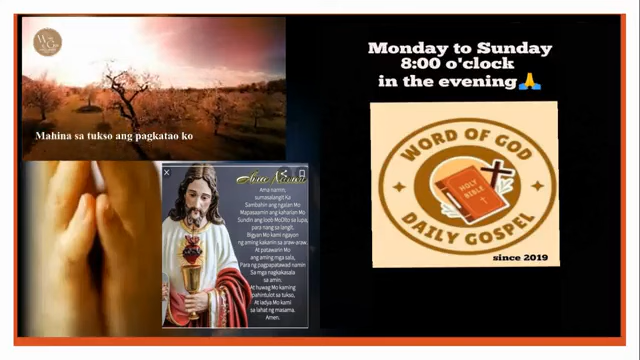 Mahina sa tukso ang pagkatao ko
Ama Namin
Ama namin,
sumasalangit Ka
Sambahin ang ngalan Mo
Mapasaamin ang kaharian Mo
Sundin ang loob MoDito sa lupa,
para nang sa langit.
Bigyan Mo kami ngayon
ng aming kakanin sa araw-araw,
At patawarin Mo
ang aming mga sala,
Para ng pagpapatawad namin
Sa mga nagkakasala
sa amin.
At huwag Mo kaming
pahintulot sa tukso,
At iadya Mo kami
sa lahat ng masama.
Amen.
Monday to Sunday
8:00 o'clock
in the evening🙏
WORD OF GOD
HOLY
BIBLE
DAILY GOSPEL
since 2019